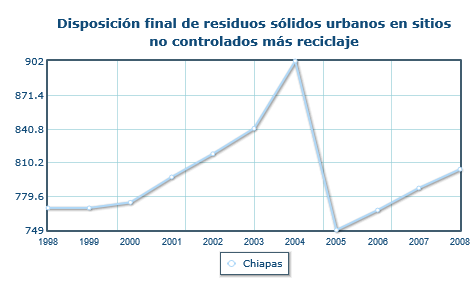 Disposición final de residuos sólidos urbanos en sitios
no controlados más reciclaje
902
871.4
840.8
810.2
779.6
749
1998 1999 2000 2001 2002 2003 2004 2005 2006 2007 2008
Chiapas